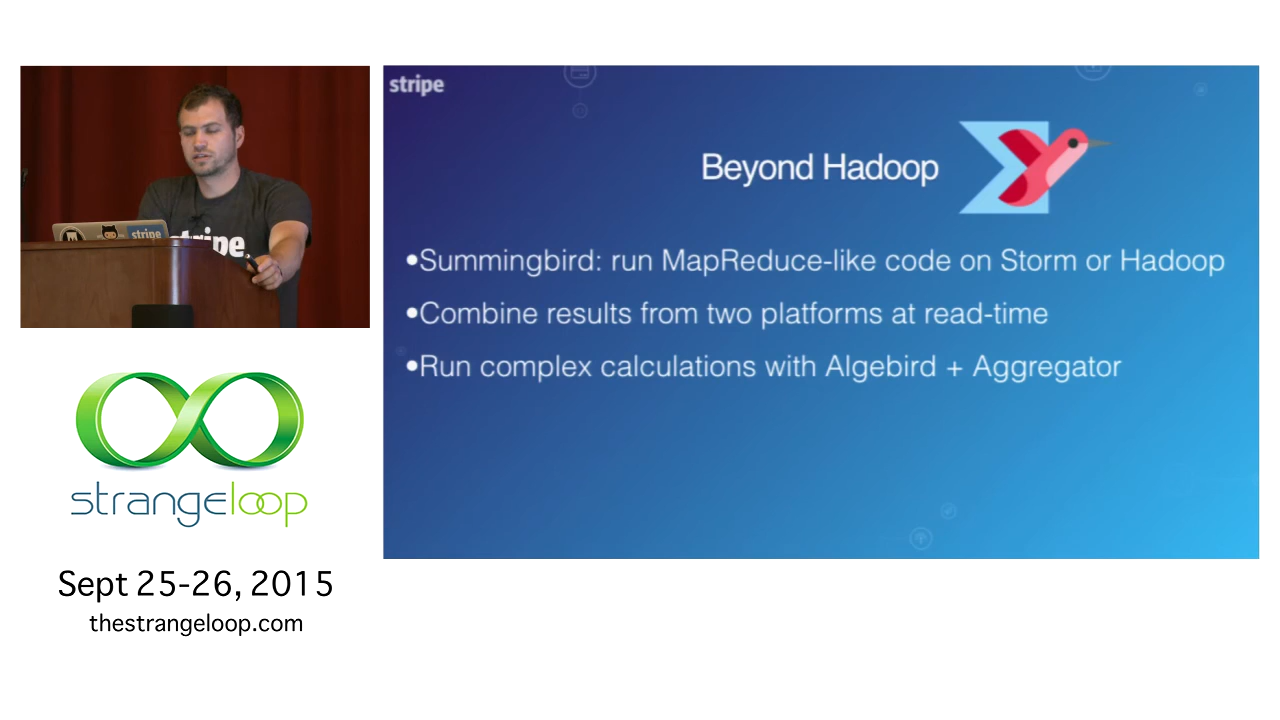 stripe
Beyond Hadoop
•Summingbird: run MapReduce-like code on Storm or Hadoop
•Combine results from two platforms at read-time
•Run complex calculations with Algebird + Aggregator
stripe
stripe
strangeloop
Sept 25-26, 2015
thestrangeloop.com